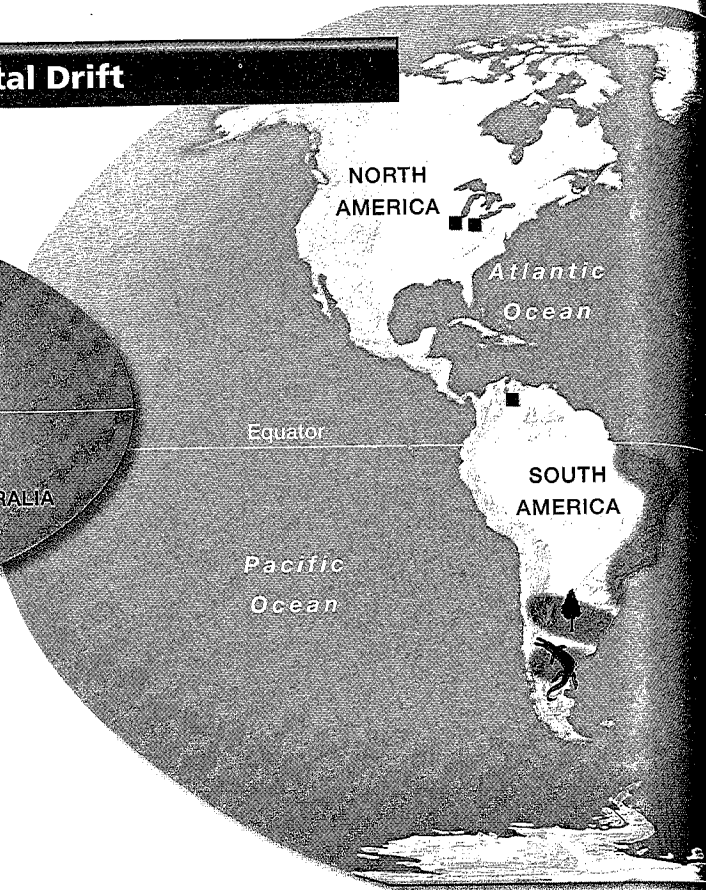 tal Drift
NORTH
AMERICA
Atlantic
Ocean
Equator
RALIA
SOUTH
AMERICA
Pacific
Ocean